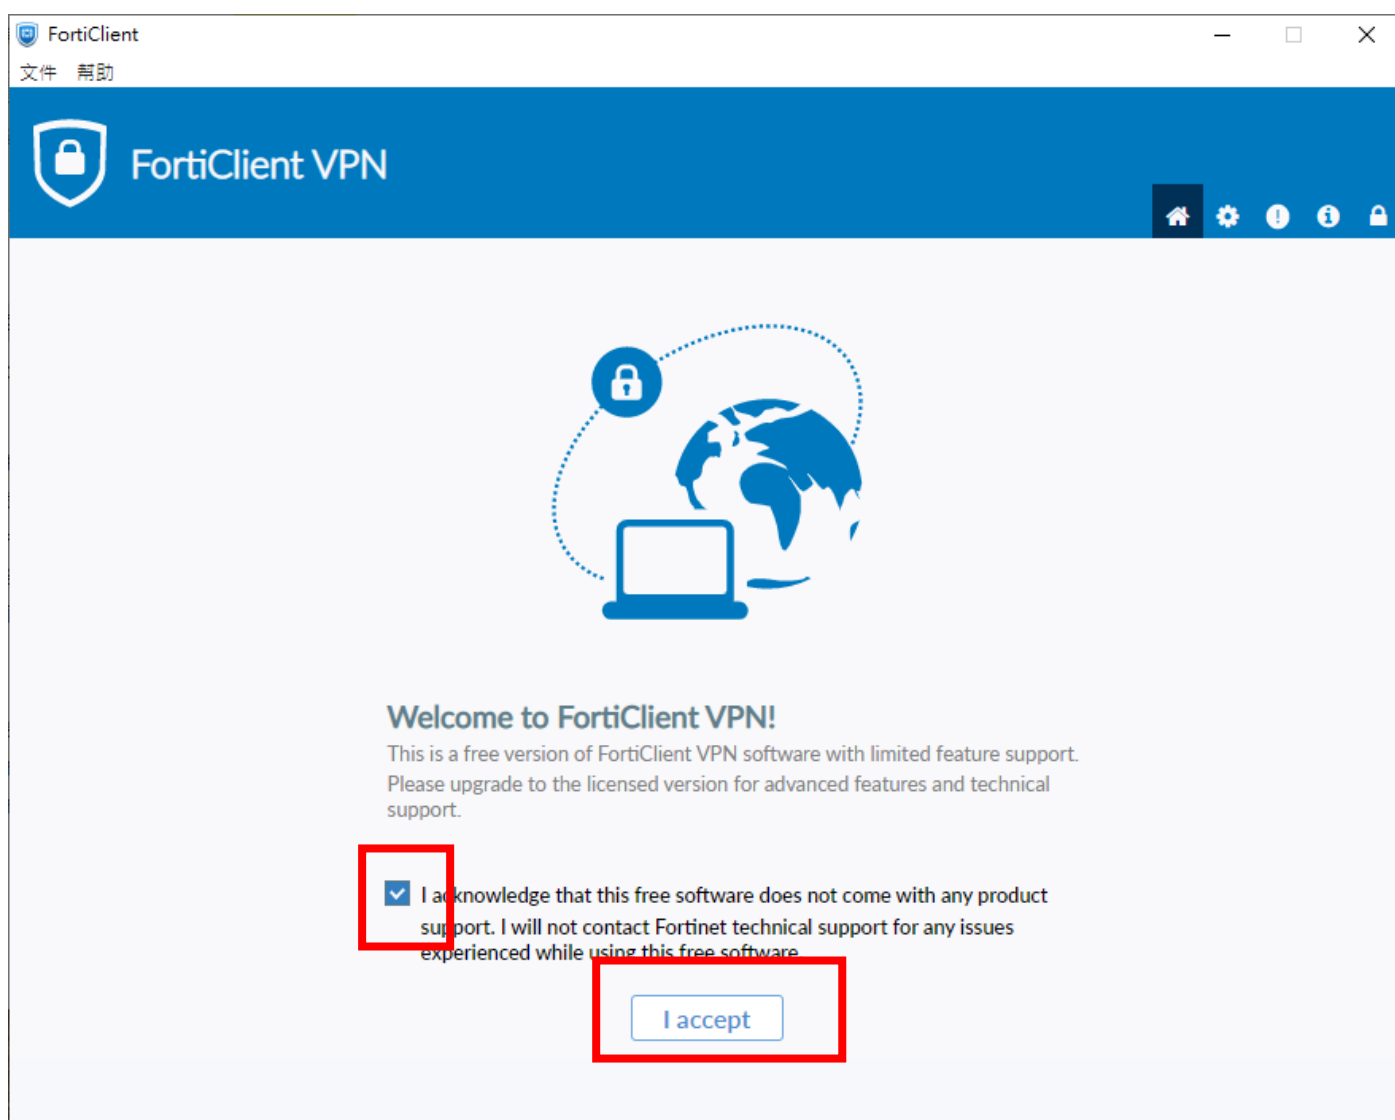 FortiClient
文件 幫助
FortiClient VPN
Welcome to FortiClient VPN!
This is a free version of FortiClient VPN software with limited feature support.
Please upgrade to the licensed version for advanced features and technical
support.
I acknowledge that this free software does not come with any product
support. I will not contact Fortinet technical support for any issues
experienced while using this free software.
I accept